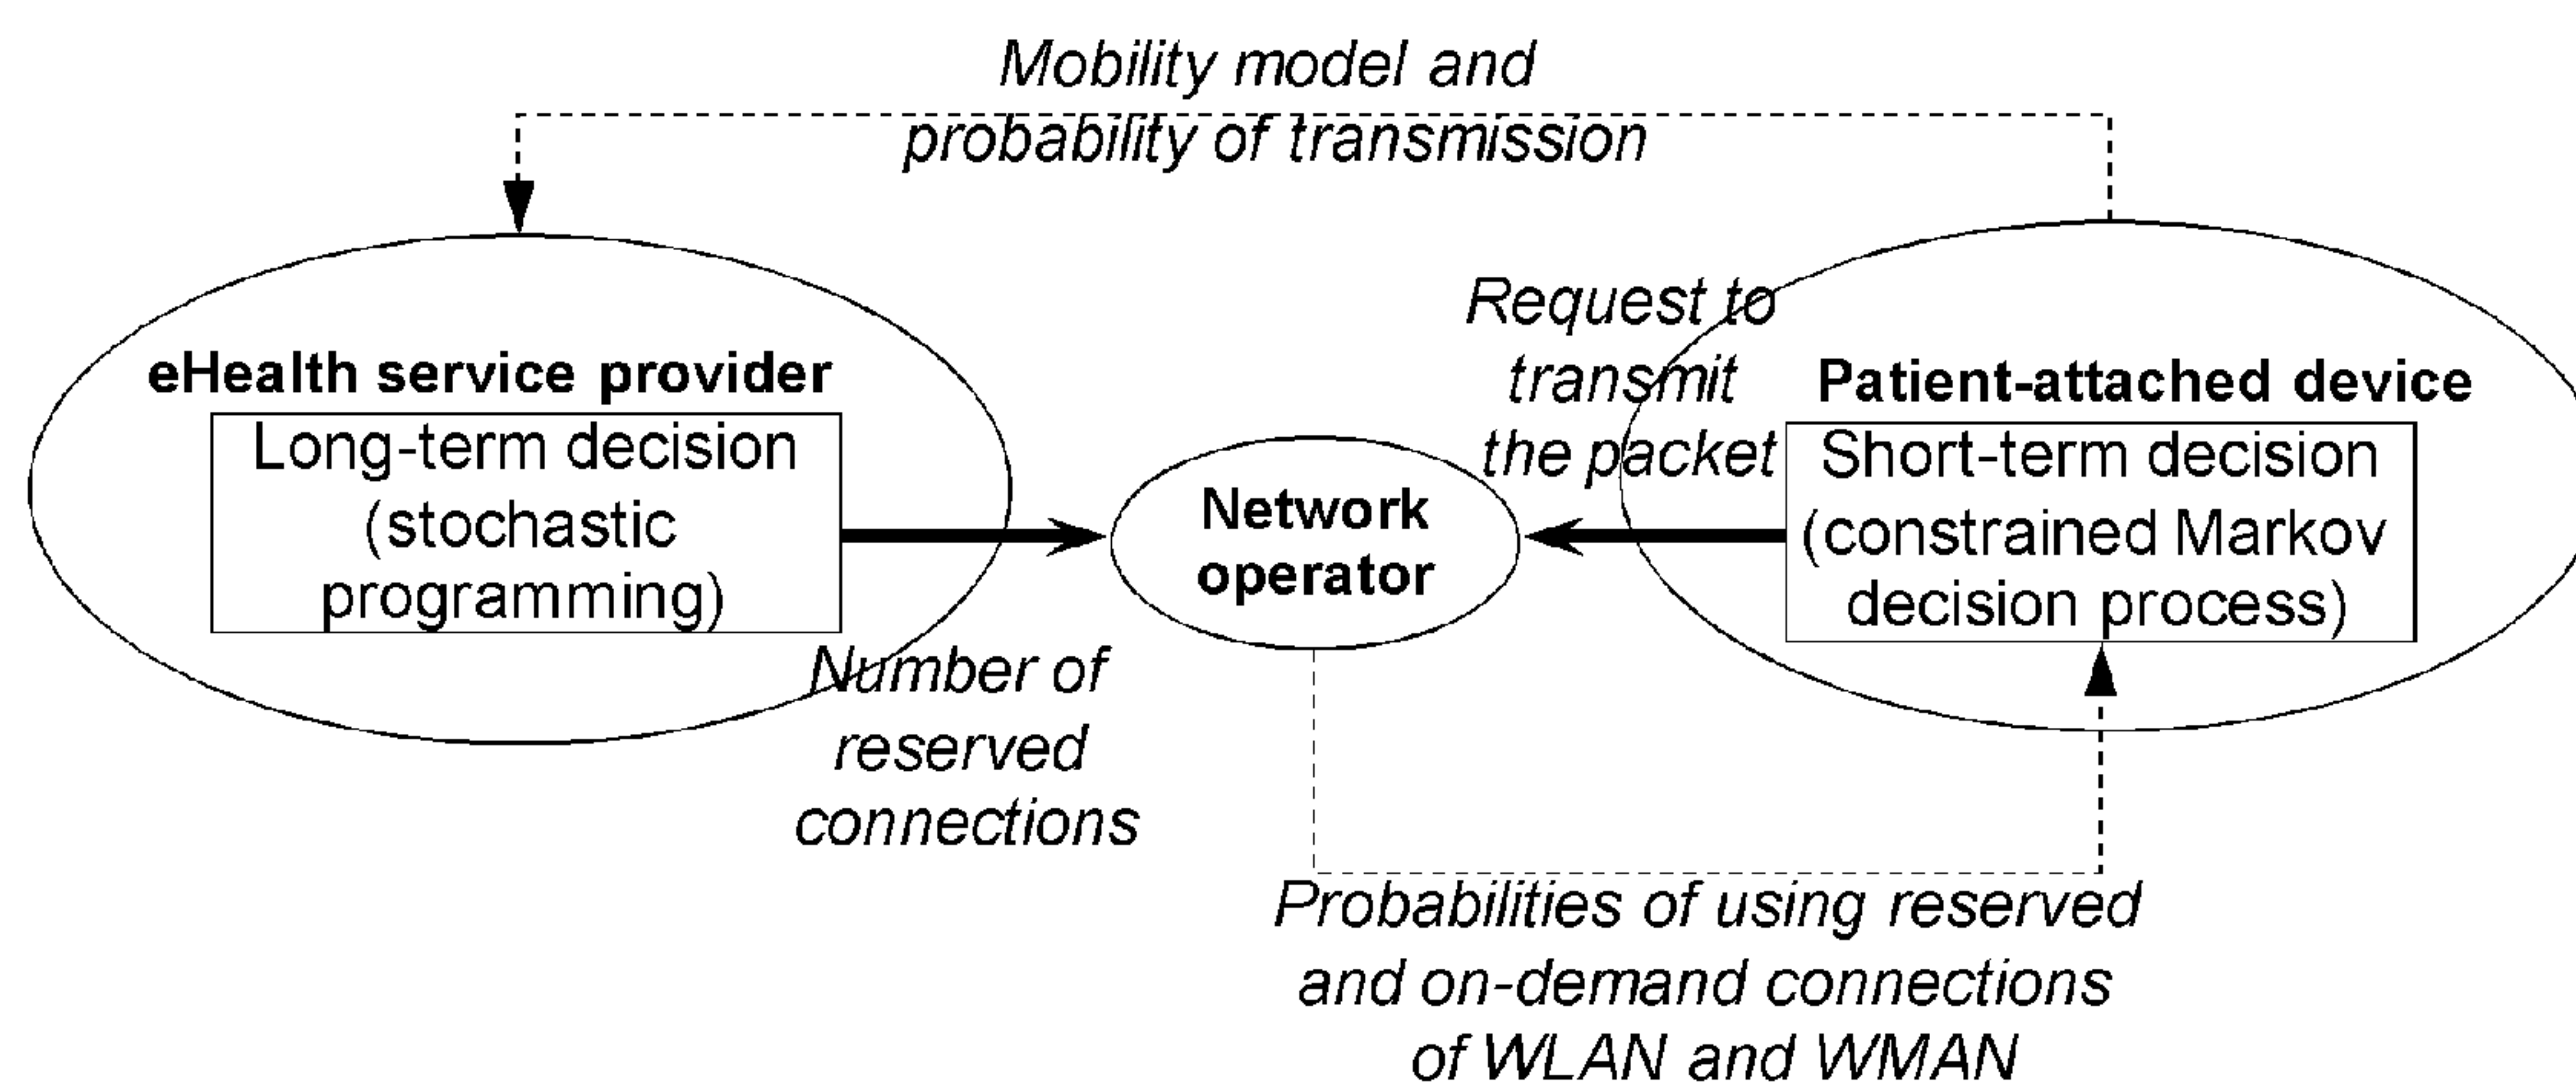 Mobility model and
probability of transmission
eHealth service provider
Long-term decision
(stochastic
programming)
Number of
reserved
connections
Network
operator
Request to
transmit
the packet
Patient-attached device
Short-term decision
(constrained Markov
decision process)
Probabilities of using reserved
and on-demand connections
of WLAN and WMAN